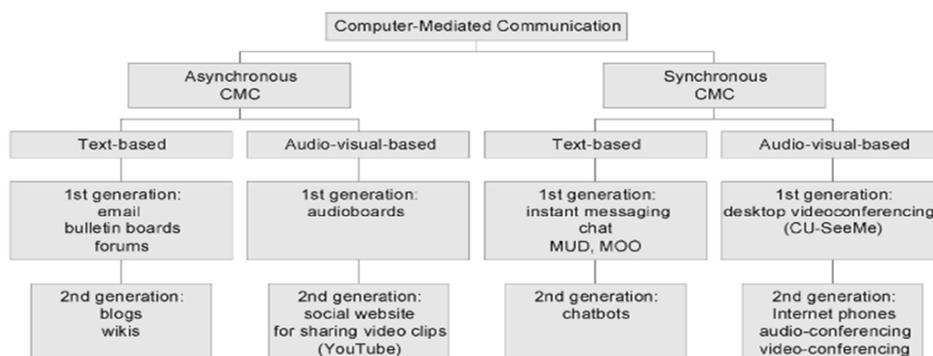 Computer-Mediated Communication
Asynchronous
CMC
Synchronous
CMC
Text-based
Audio-visual-based
Text-based
Audio-visual-based
1st generation:
email
bulletin boards
forums
1st generation:
audioboards
1st generation:
instant messaging
chat
MUD, MOO
1st generation:
desktop videoconferencing
(CU-SeeMe)
2nd generation:
blogs
wikis
2nd generation:
social website
for sharing video clips
(YouTube)
2nd generation:
chatbots
2nd generation:
Internet phones
audio-conferencing
video-conferencing